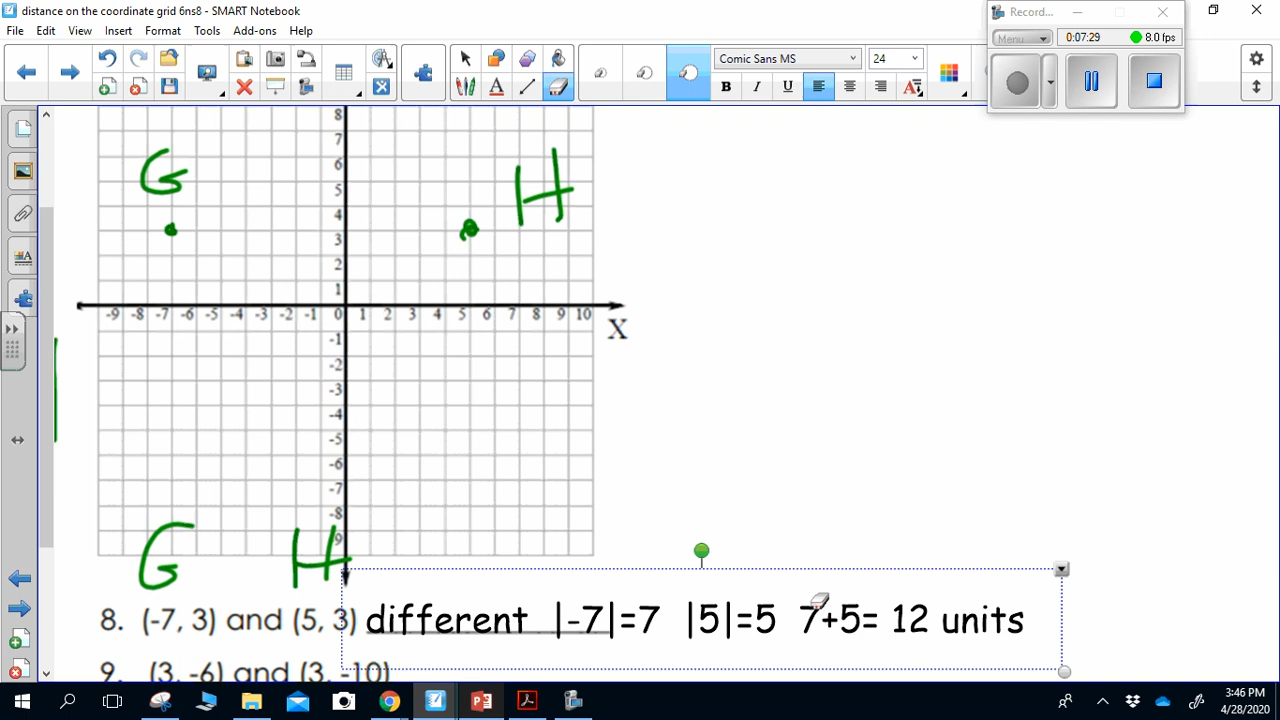 distance on the coordinate grid 6ns8 - SMART Notebook
Record...
File Edit View Insert Format Tools Add-ons Help
Menu
0:07:29
8.0 fps
Comic Sans MS
24
B I U
8
7
6
5
4
3
2
1
G
H
-9 -8 -7 -6 -5 -4 -3 -2 -1 0 1 2 3 4 5 6 7 8 9 10
X
-1
-2
-3
-4
-5
-6
-7
-8
9
G H
8. (-7, 3) and (5, 3) different |-7|=7 |5|=5 7+5= 12 units
9. (3, -6) and (3, -10)
3:46 PM
4/28/2020